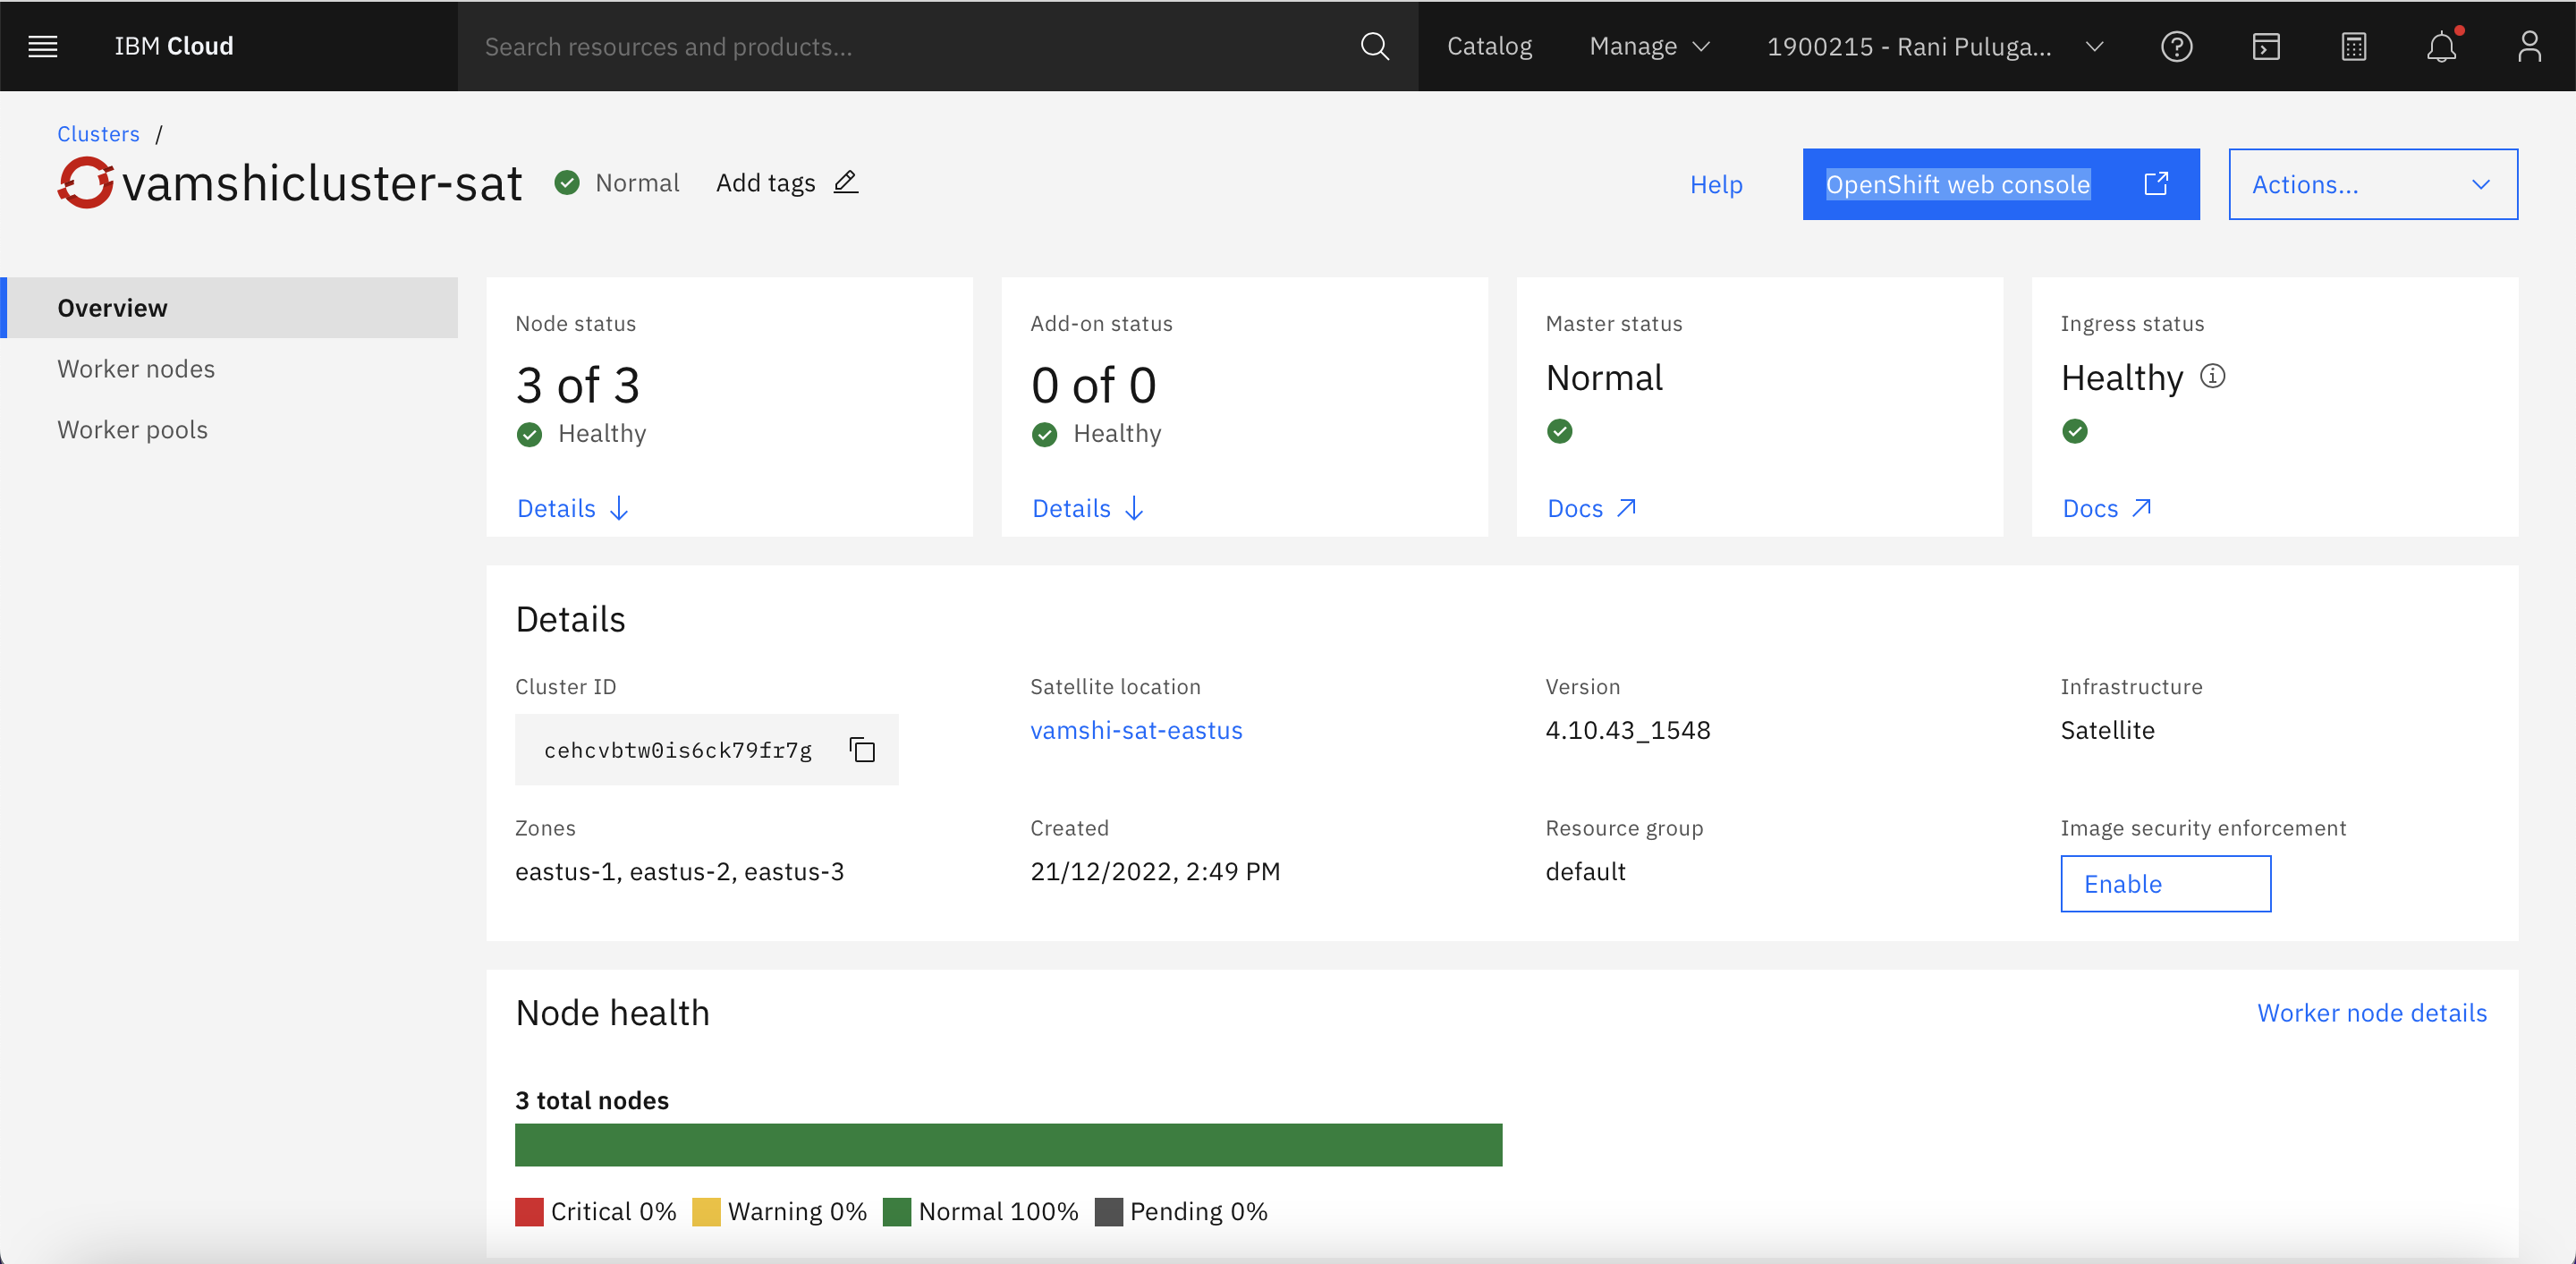 IBM Cloud
Search resources and products...
Catalog
Manage
1900215 - Rani Puluga...
Clusters /
vamshicluster-sat
Normal
Add tags
Help
OpenShift web console
Actions...
Overview
Worker nodes
Worker pools
Node status
3 of 3
Healthy
Details
Add-on status
0 of 0
Healthy
Details
Master status
Normal
Docs
Ingress status
Healthy
Docs
Details
Cluster ID
cehcvbtw0is6ck79fr7g
Satellite location
vamshi-sat-eastus
Version
4.10.43_1548
Infrastructure
Satellite
Zones
eastus-1, eastus-2, eastus-3
Created
21/12/2022, 2:49 PM
Resource group
default
Image security enforcement
Enable
Node health
Worker node details
3 total nodes
Critical 0% Warning 0% Normal 100% Pending 0%